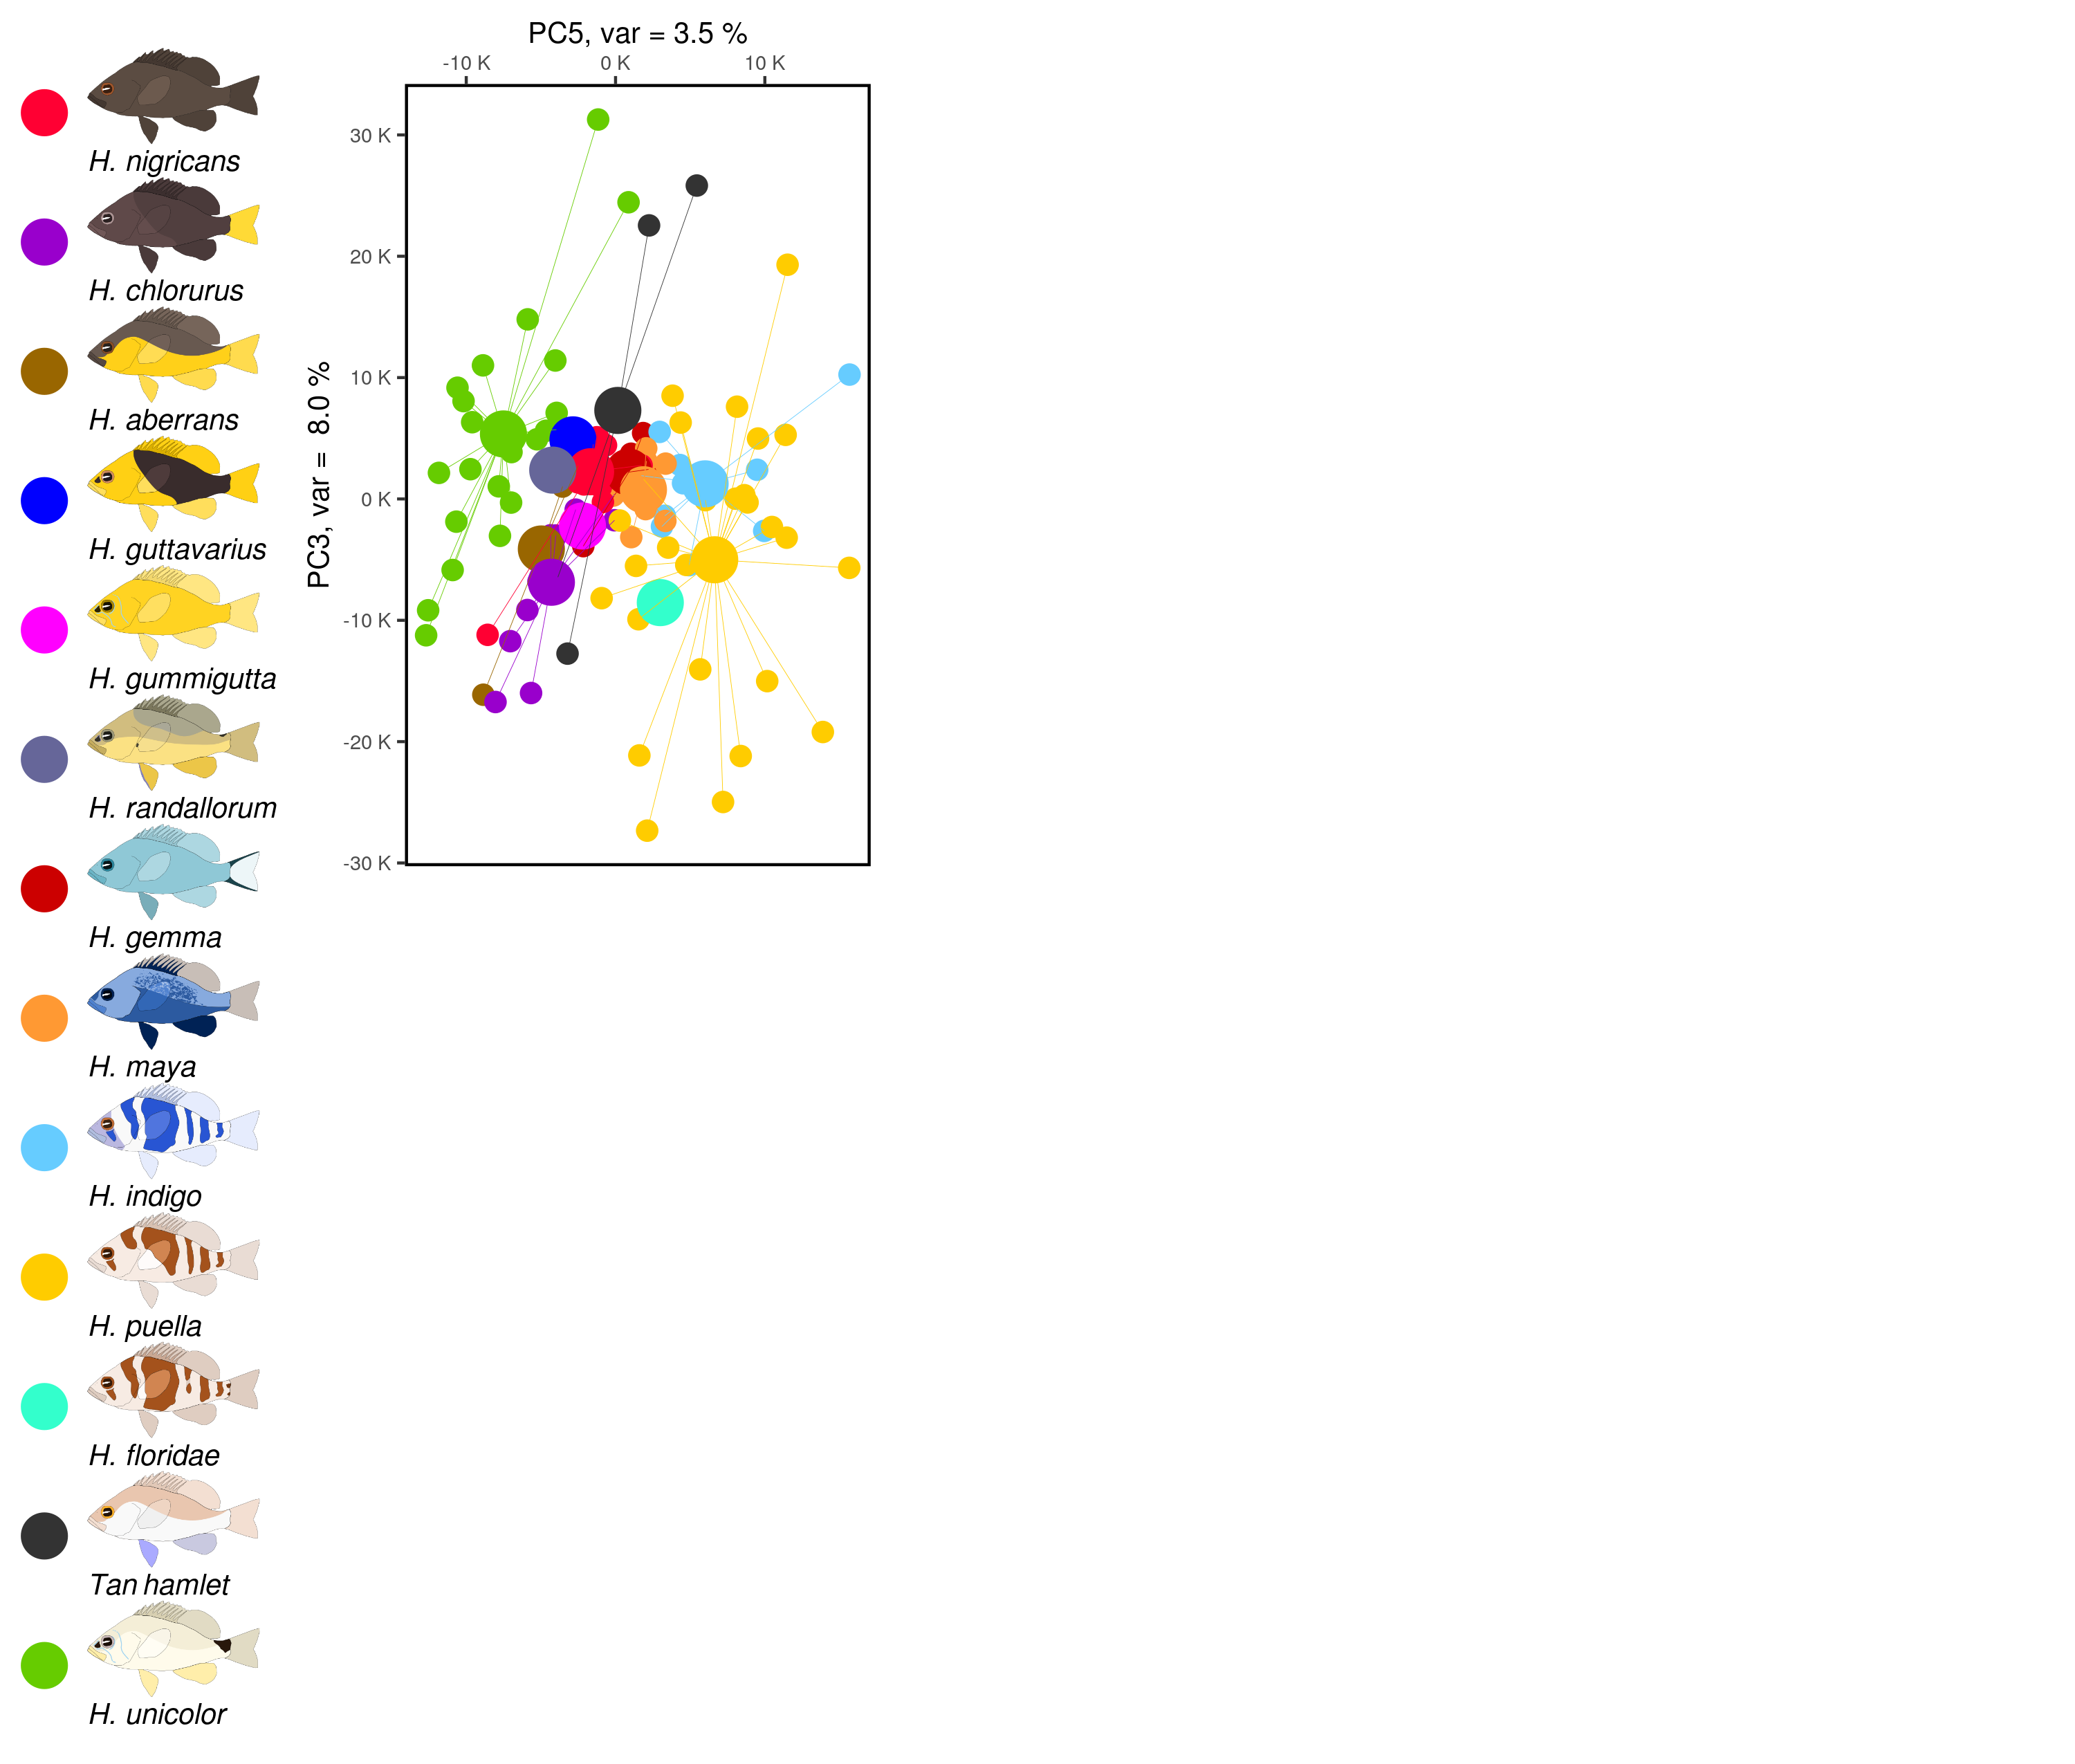 PC5, var = 3.5 %
-10 K 0 K 10 K
PC3, var = 8.0 %
30 K
20 K
10 K
0 K
-10 K
-20 K
-30 K
H. nigricans
H. chlorurus
H. aberrans
H. guttavarius
H. gummigutta
H. randallorum
H. gemma
H. maya
H. indigo
H. puella
H. floridae
Tan hamlet
H. unicolor